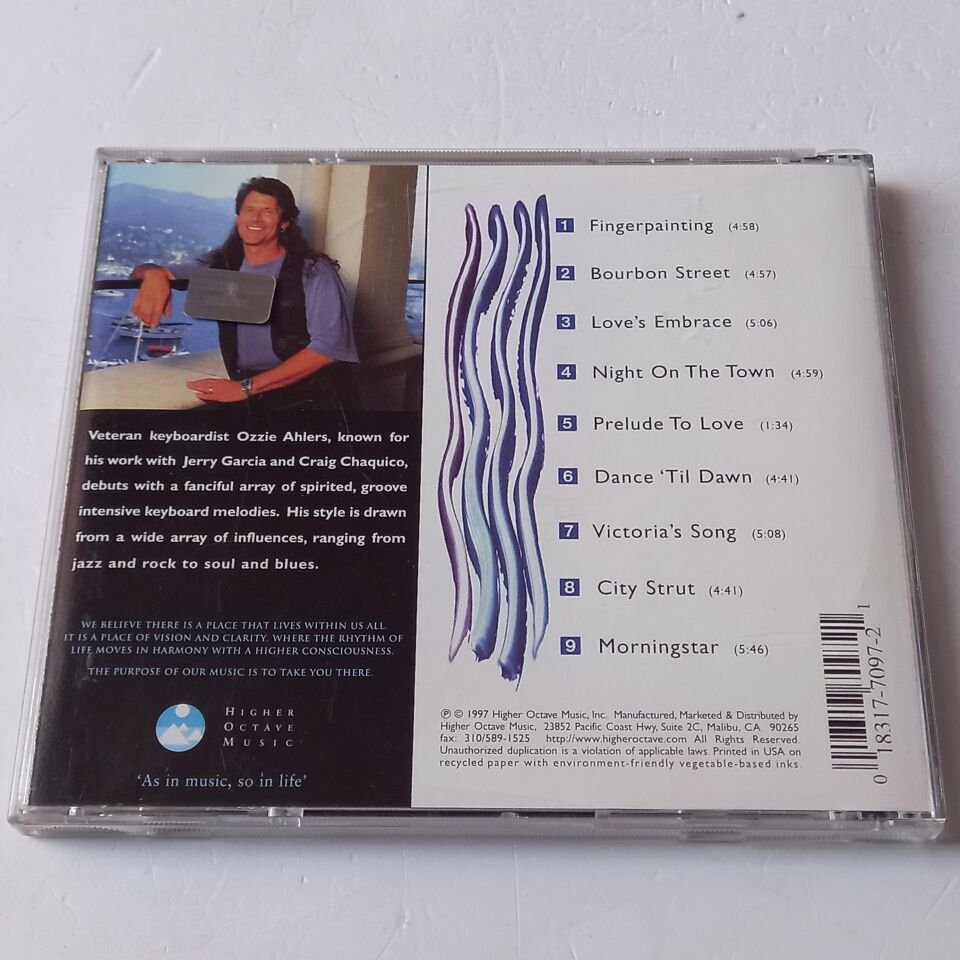 1 Fingerpainting (4:58)
2 Bourbon Street (4:57)
3 Love's Embrace (5:06)
4 Night On The Town (4:59)
5 Prelude To Love (1:34)
6 Dance 'Til Dawn (4:41)
7 Victoria's Song (5:08)
8 City Strut (4:41)
9 Morningstar (5:46)
Veteran keyboardist Ozzie Ahlers, known for
his work with Jerry Garcia and Craig Chaquico,
debuts with a fanciful array of spirited, groove
intensive keyboard melodies. His style is drawn
from a wide array of influences, ranging from
jazz and rock to soul and blues.
WE BELIEVE THERE IS A PLACE THAT LIVES WITHIN US ALL.
IT IS A PLACE OF VISION AND CLARITY, WHERE THE RHYTHM OF
LIFE MOVES IN HARMONY WITH A HIGHER CONSCIOUSNESS.
THE PURPOSE OF OUR MUSIC IS TO TAKE YOU THERE.
HIGHER
OCTAVE
MUSIC
'As in music, so in life'
℗ © 1997 Higher Octave Music, Inc. Manufactured, Marketed & Distributed by
Higher Octave Music, 23852 Pacific Coast Hwy, Suite 2C, Malibu, CA 90265
fax: 310/589-1525 http://www.higheroctave.com All Rights Reserved.
Unauthorized duplication is a violation of applicable laws. Printed in USA on
recycled paper with environment-friendly vegetable-based inks.
0 18317-7097-2 1